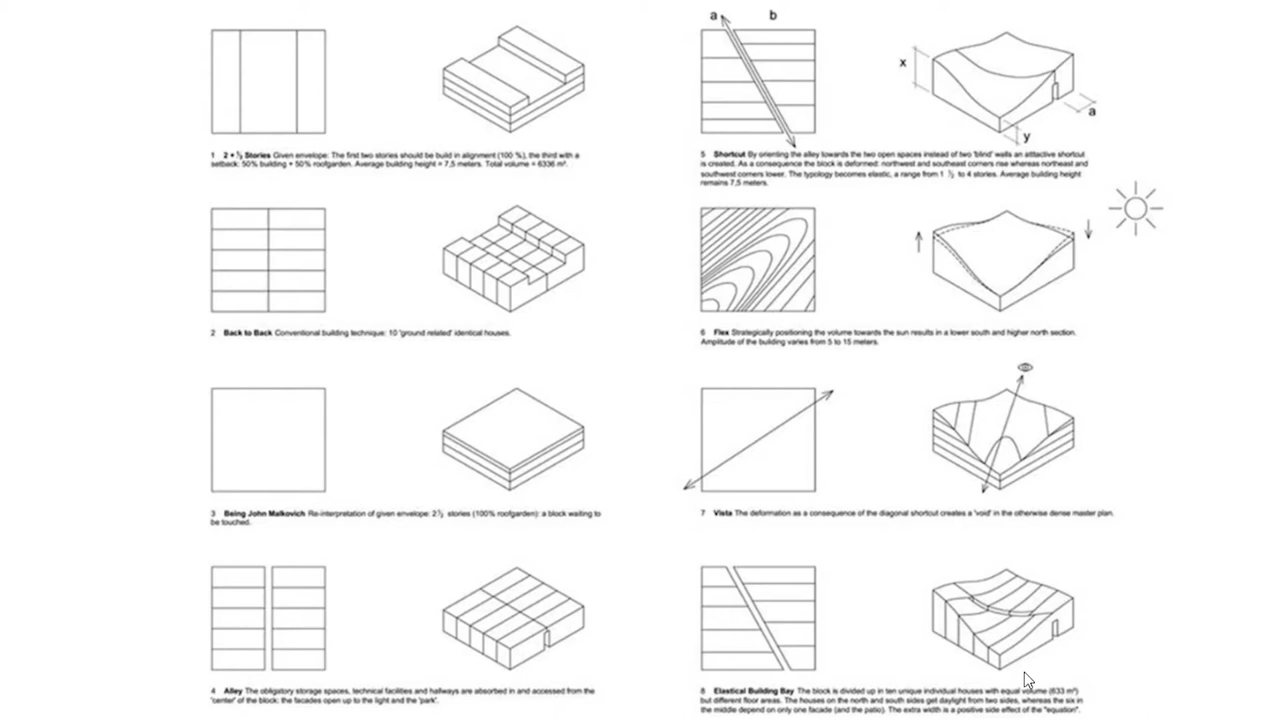 1 2 + ½ Stories Given envelope: The first two stories should be build in alignment (100 %), the third with a
setback: 50% building + 50% roofgarden. Average building height = 7,5 meters. Total volume = 6336 m³.
2 Back to Back Conventional building technique: 10 'ground related' identical houses.
3 Being John Malkovich Re-interpretation of given envelope: 2½ stories (100% roofgarden): a block waiting to
be touched.
4 Alley The obligatory storage spaces, technical facilities and hallways are absorbed in and accessed from the
'center' of the block: the facades open up to the light and the 'park'.
a b
x
a
y
5 Shortcut By orienting the alley towards the two open spaces instead of two 'blind' walls an attractive shortcut
is created. As a consequence the block is deformed: northwest and southeast corners rise whereas northeast and
southwest corners lower. The typology becomes elastic, a range from 1 ½ to 4 stories. Average building height
remains 7,5 meters.
6 Flex Strategically positioning the volume towards the sun results in a lower south and higher north section.
Amplitude of the building varies from 5 to 15 meters.
7 Vista The deformation as a consequence of the diagonal shortcut creates a 'void' in the otherwise dense master plan.
8 Elastical Building Bay The block is divided up in ten unique individual houses with equal volume (633 m³)
but different floor areas. The houses on the north and south sides get daylight from two sides, whereas the six in
the middle depend on only one facade (and the patio). The extra width is a positive side effect of the "equation".